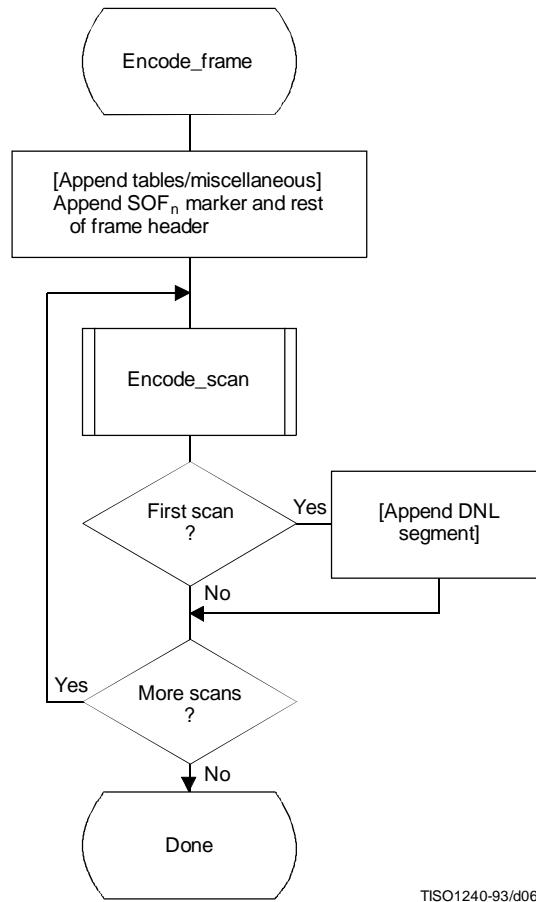 Encode_frame
[Append tables/miscellaneous]
Append SOFn marker and rest
of frame header
Encode_scan
First scan
?
Yes
[Append DNL
segment]
No
Yes
More scans
?
No
Done
TISO1240-93/d06